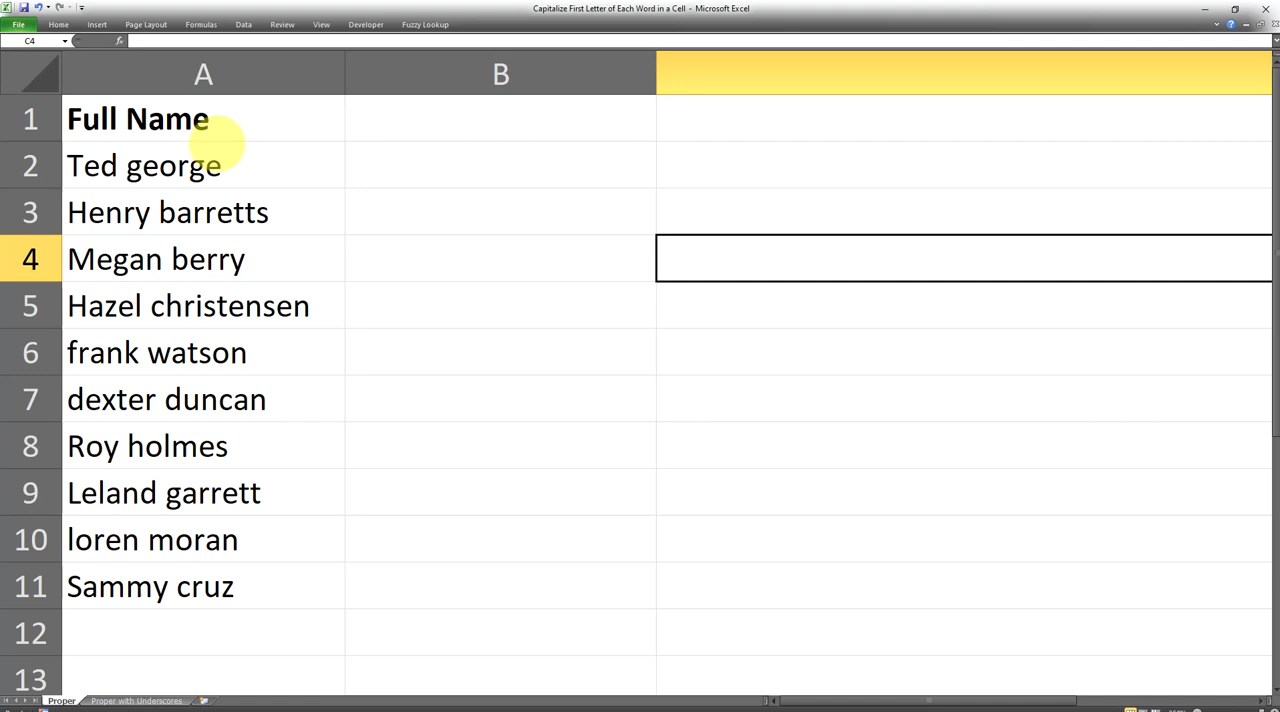 Capitalize First Letter of Each Word in a Cell - Microsoft Excel
File Home Insert Page Layout Formulas Data Review View Developer Fuzzy Lookup
C4 fx
A B
1 Full Name
2 Ted george
3 Henry barretts
4 Megan berry
5 Hazel christensen
6 frank watson
7 dexter duncan
8 Roy holmes
9 Leland garrett
10 loren moran
11 Sammy cruz
12
13
Proper Proper with Underscores